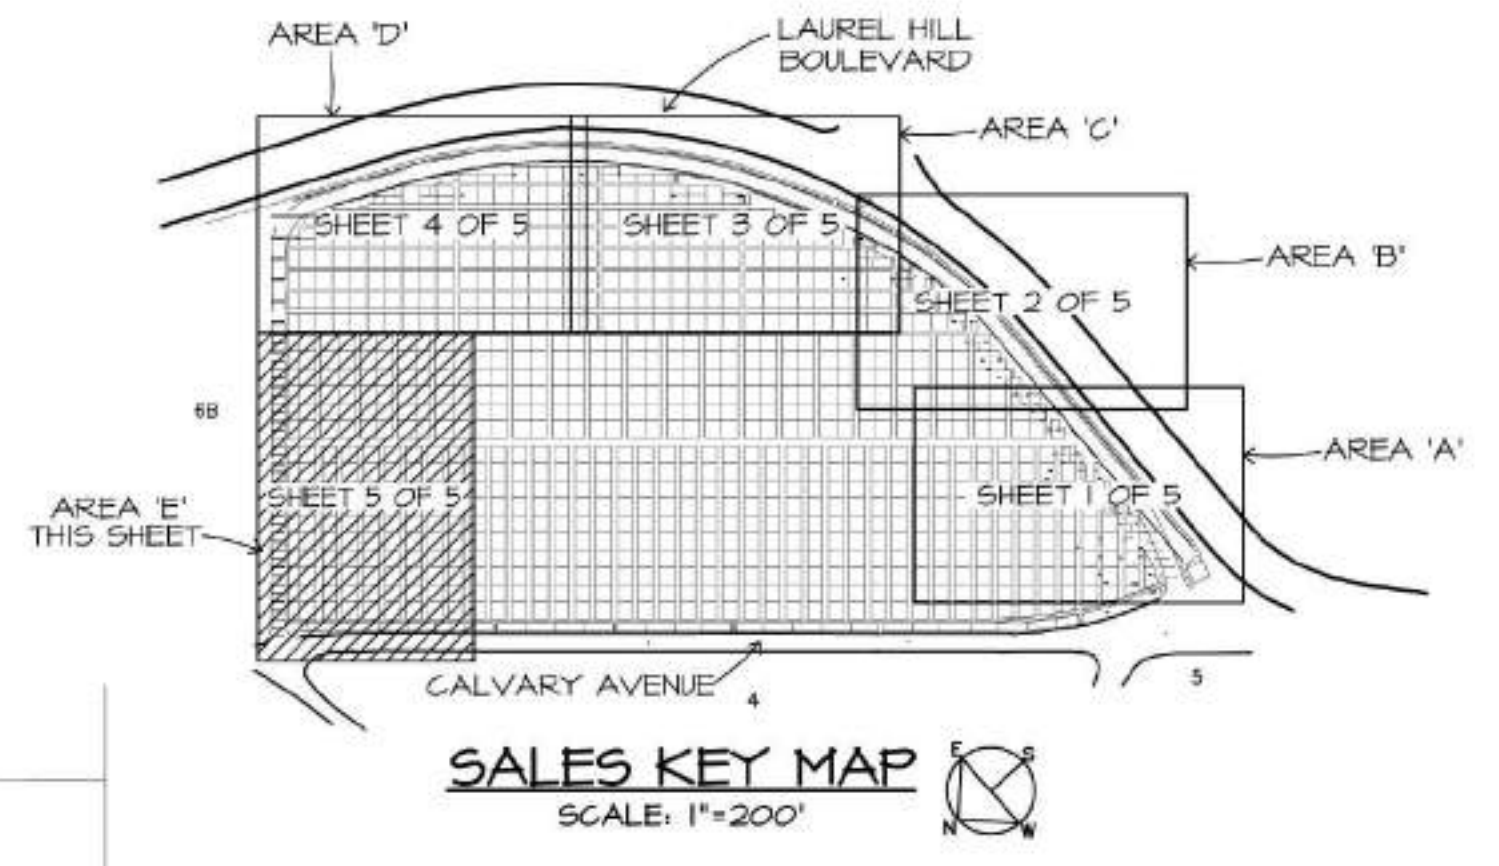 AREA 'D'
LAUREL HILL
BOULEVARD
AREA 'C'
SHEET 4 OF 5
SHEET 3 OF 5
AREA 'B'
SHEET 2 OF 5
6B
AREA 'A'
AREA 'E'
THIS SHEET
SHEET 5 OF 5
SHEET 1 OF 5
CALVARY AVENUE
4
5
SALES KEY MAP
SCALE: 1"=200'
E
S
N
W